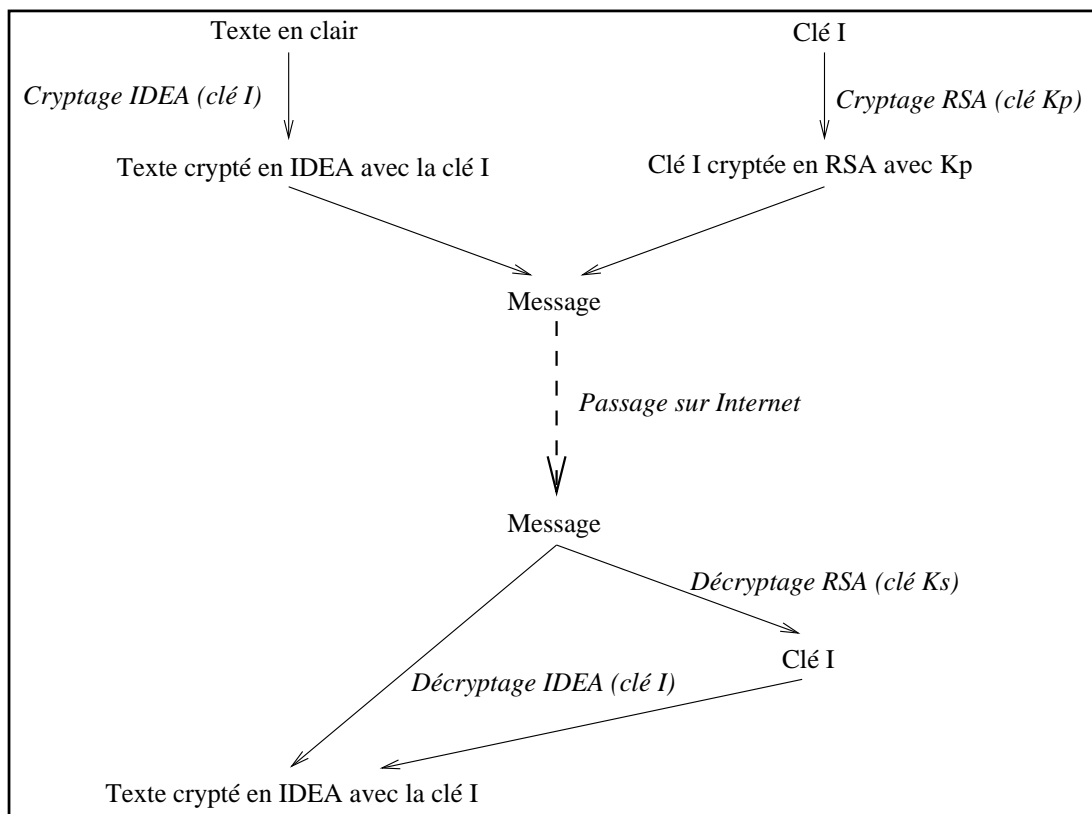 Texte en clair
Clé I
Cryptage IDEA (clé I)
Cryptage RSA (clé Kp)
Texte crypté en IDEA avec la clé I
Clé I cryptée en RSA avec Kp
Message
Passage sur Internet
Message
Décryptage RSA (clé Ks)
Clé I
Décryptage IDEA (clé I)
Texte crypté en IDEA avec la clé I